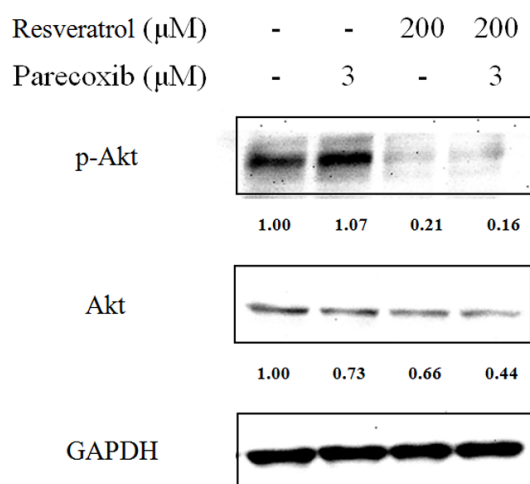 Resveratrol (μM) - - 200 200
Parecoxib (μM) - 3 - 3
p-Akt
1.00 1.07 0.21 0.16
Akt
1.00 0.73 0.66 0.44
GAPDH